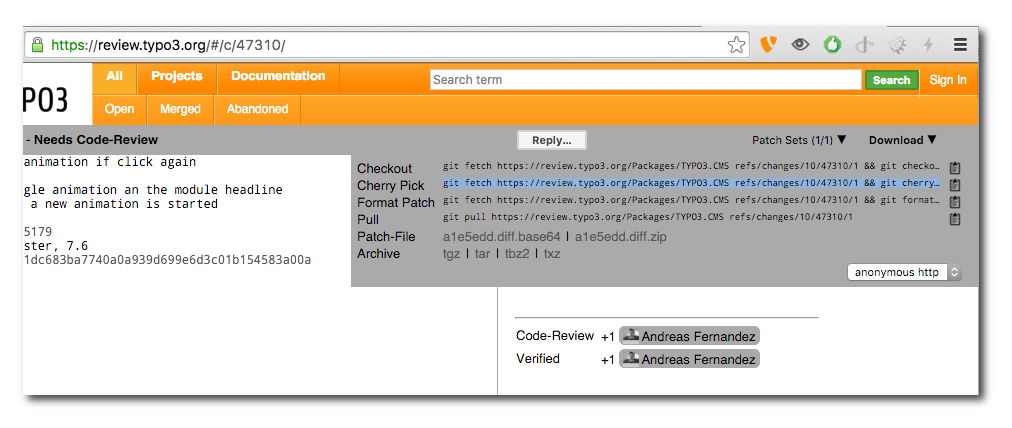 https://review.typo3.org/#/c/47310/
PO3
All Projects Documentation
Search term
Search
Sign In
Open Merged Abandoned
- Needs Code-Review
Reply...
Patch Sets (1/1) ▼
Download ▼
animation if click again
gle animation an the module headline
a new animation is started
5179
ster, 7.6
1dc683ba7740a0a939d699e6d3c01b154583a00a
Checkout git fetch https://review.typo3.org/Packages/TYPO3.CMS refs/changes/10/47310/1 && git checko…
Cherry Pick git fetch https://review.typo3.org/Packages/TYPO3.CMS refs/changes/10/47310/1 && git cherry…
Format Patch git fetch https://review.typo3.org/Packages/TYPO3.CMS refs/changes/10/47310/1 && git format…
Pull git pull https://review.typo3.org/Packages/TYPO3.CMS refs/changes/10/47310/1
Patch-File a1e5edd.diff.base64 | a1e5edd.diff.zip
Archive tgz | tar | tbz2 | txz
anonymous http
Code-Review +1 Andreas Fernandez
Verified +1 Andreas Fernandez